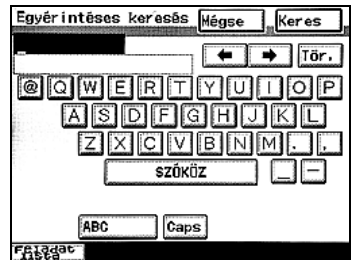 Egyérintéses keresés Mégse Keres
← → Tör.
@ Q W E R T Y U I O P
A S D F G H J K L
Z X C V B N M . ,
SZÓKÖZ _ —
ABC Caps
Feladat
lista